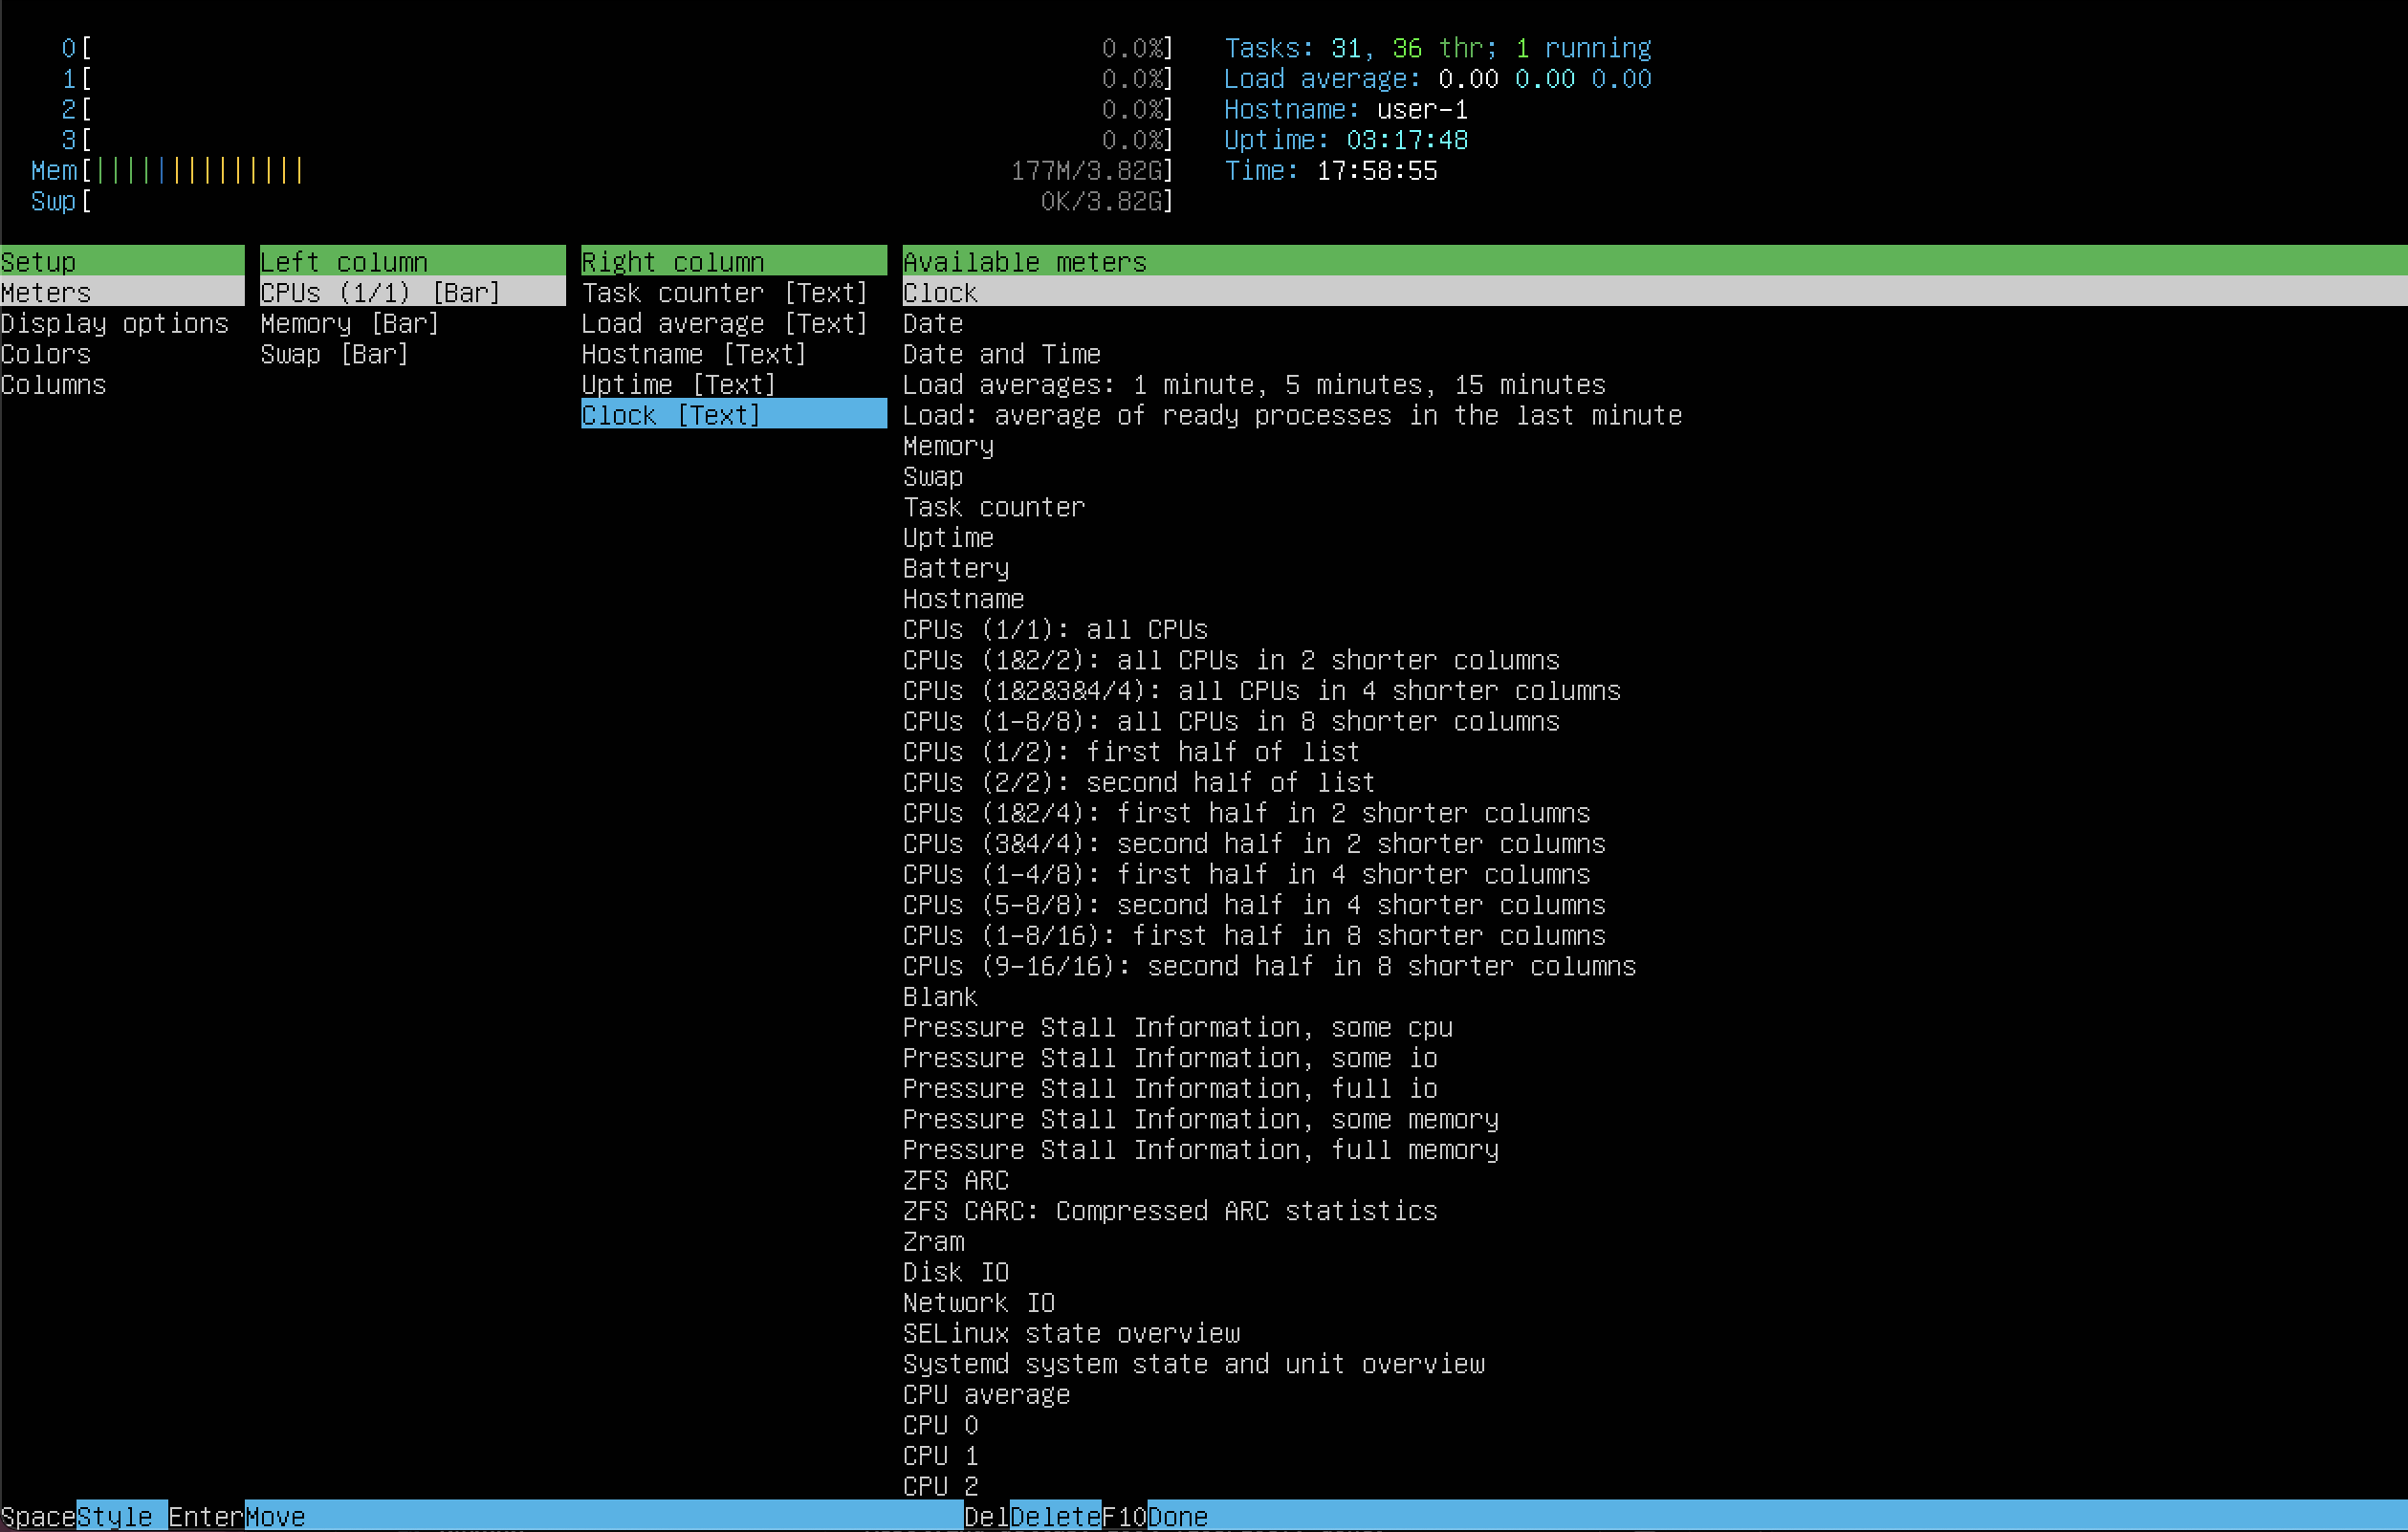 0[ 0.0%] Tasks: 31, 36 thr; 1 running
1[ 0.0%] Load average: 0.00 0.00 0.00
2[ 0.0%] Hostname: user-1
3[ 0.0%] Uptime: 03:17:48
Mem[|||||||||||||| 177M/3.82G] Time: 17:58:55
Swp[ 0K/3.82G]
Setup Left column Right column Available meters
Meters CPUs (1/1) [Bar] Task counter [Text] Clock
Display options Memory [Bar] Load average [Text] Date
Colors Swap [Bar] Hostname [Text] Date and Time
Columns Uptime [Text] Load averages: 1 minute, 5 minutes, 15 minutes
Clock [Text] Load: average of ready processes in the last minute
Memory
Swap
Task counter
Uptime
Battery
Hostname
CPUs (1/1): all CPUs
CPUs (1&2/2): all CPUs in 2 shorter columns
CPUs (1&2&3&4/4): all CPUs in 4 shorter columns
CPUs (1-8/8): all CPUs in 8 shorter columns
CPUs (1/2): first half of list
CPUs (2/2): second half of list
CPUs (1&2/4): first half in 2 shorter columns
CPUs (3&4/4): second half in 2 shorter columns
CPUs (1-4/8): first half in 4 shorter columns
CPUs (5-8/8): second half in 4 shorter columns
CPUs (1-8/16): first half in 8 shorter columns
CPUs (9-16/16): second half in 8 shorter columns
Blank
Pressure Stall Information, some cpu
Pressure Stall Information, some io
Pressure Stall Information, full io
Pressure Stall Information, some memory
Pressure Stall Information, full memory
ZFS ARC
ZFS CARC: Compressed ARC statistics
Zram
Disk IO
Network IO
SELinux state overview
Systemd system state and unit overview
CPU average
CPU 0
CPU 1
CPU 2
SpaceStyle EnterMove DelDeleteF10Done